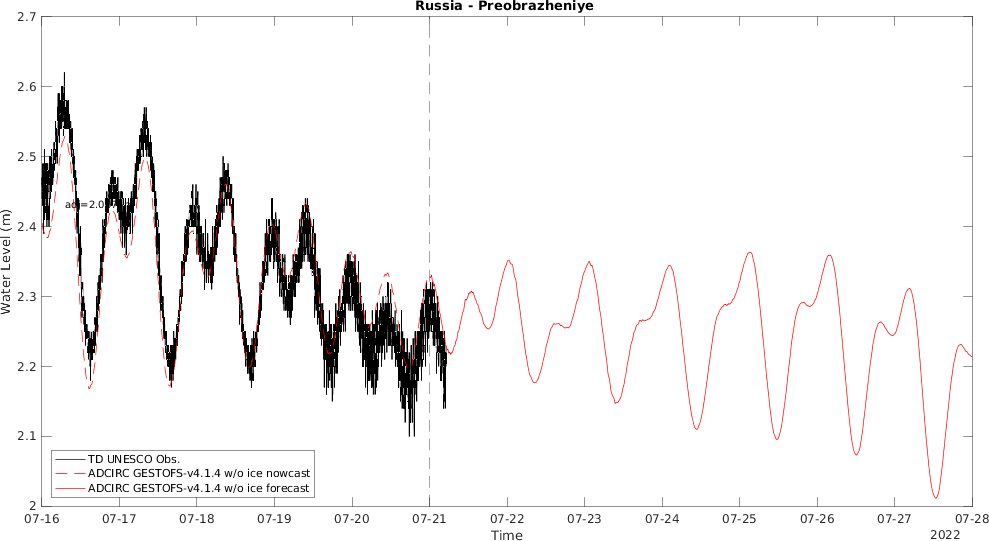 Russia - Preobrazheniye
2.7
2.6
2.5
2.4
2.3
2.2
2.1
2
Water Level (m)
TD UNESCO Obs.
ADCIRC GESTOFS-v4.1.4 w/o ice nowcast
ADCIRC GESTOFS-v4.1.4 w/o ice forecast
07-16 07-17 07-18 07-19 07-20 07-21 07-22 07-23 07-24 07-25 07-26 07-27 07-28
Time
2022